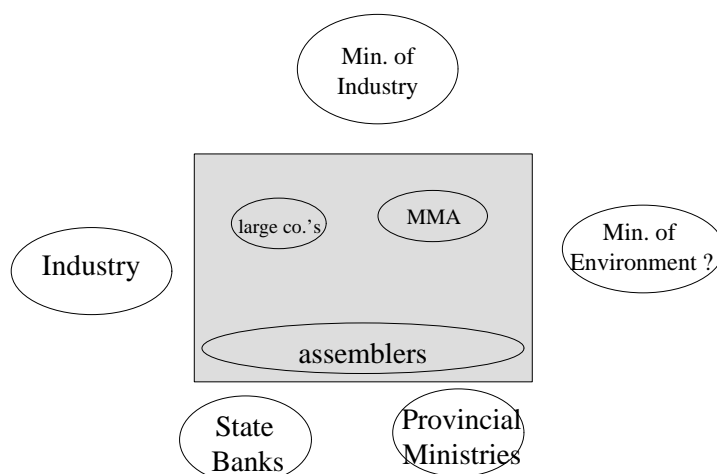 Min. of
Industry
large co.'s
MMA
Industry
Min. of
Environment ?
assemblers
State
Banks
Provincial
Ministries